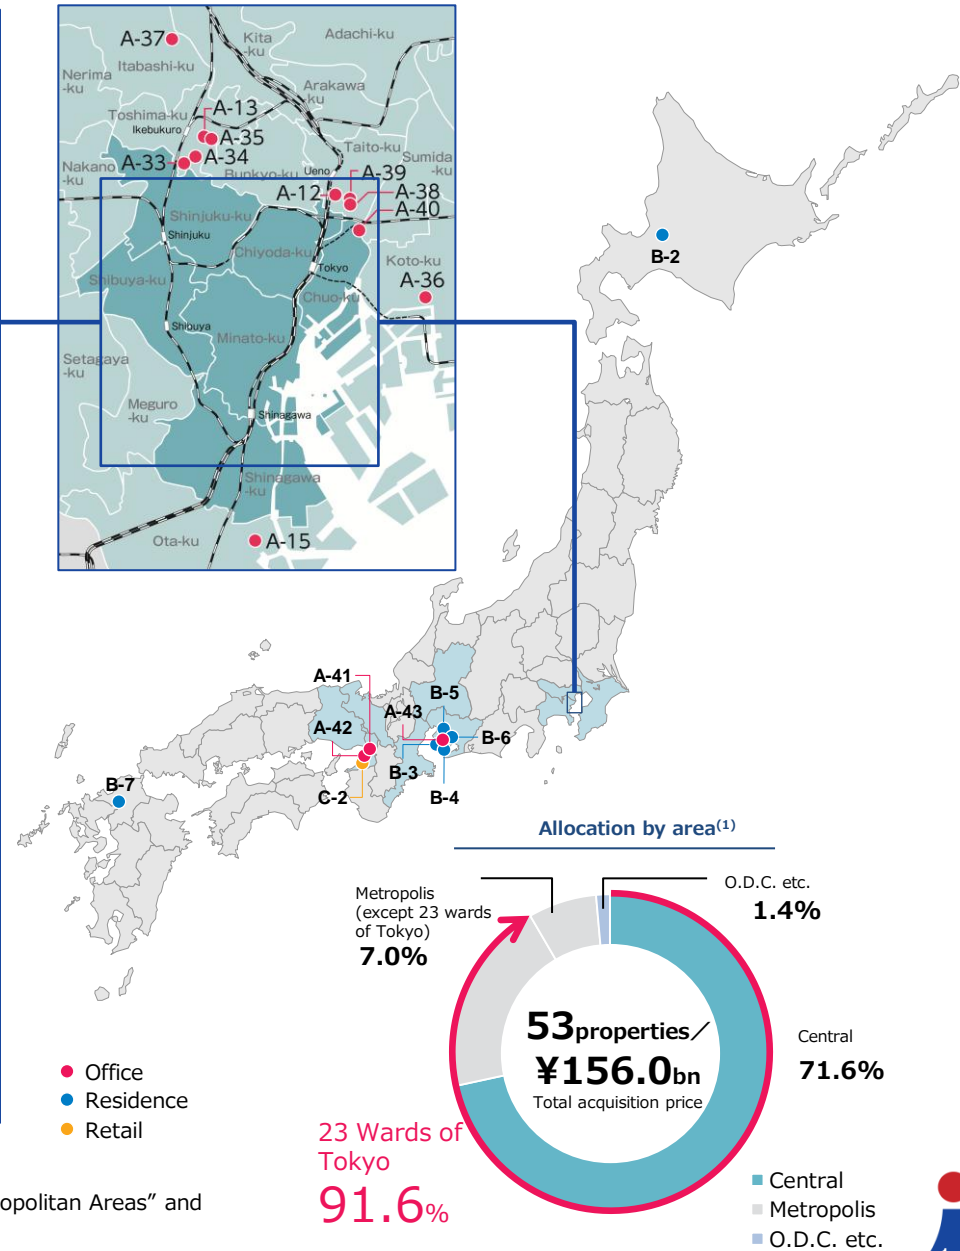 A-37
Kita
-ku
Adachi-ku
Itabashi-ku
Nerima
-ku
Arakawa
-ku
A-13
Toshima-ku
Ikebukuro
A-35
Taito-ku
A-34
Sumida
-ku
Nakano
-ku
A-33
Bunkyo-ku
Ueno
A-39
A-12
A-38
A-40
Shinjuku-ku
Shinjuku
Chiyoda-ku
Koto-ku
Tokyo
A-36
Shibuya-ku
Chuo-ku
Shibuya
Minato-ku
Setagaya
-ku
Meguro
-ku
Shinagawa
Shinagawa
-ku
Ota-ku
A-15
B-2
A-41
B-5
A-42
A-43
B-6
B-3
B-7
C-2
B-4
Allocation by area(1)
Metropolis
(except 23 wards
of Tokyo)
7.0%
O.D.C. etc.
1.4%
53properties／
¥156.0bn
Total acquisition price
Central
71.6%
Office
Residence
Retail
23 Wards of
Tokyo
91.6%
Central
Metropolis
O.D.C. etc.
opolitan Areas” and